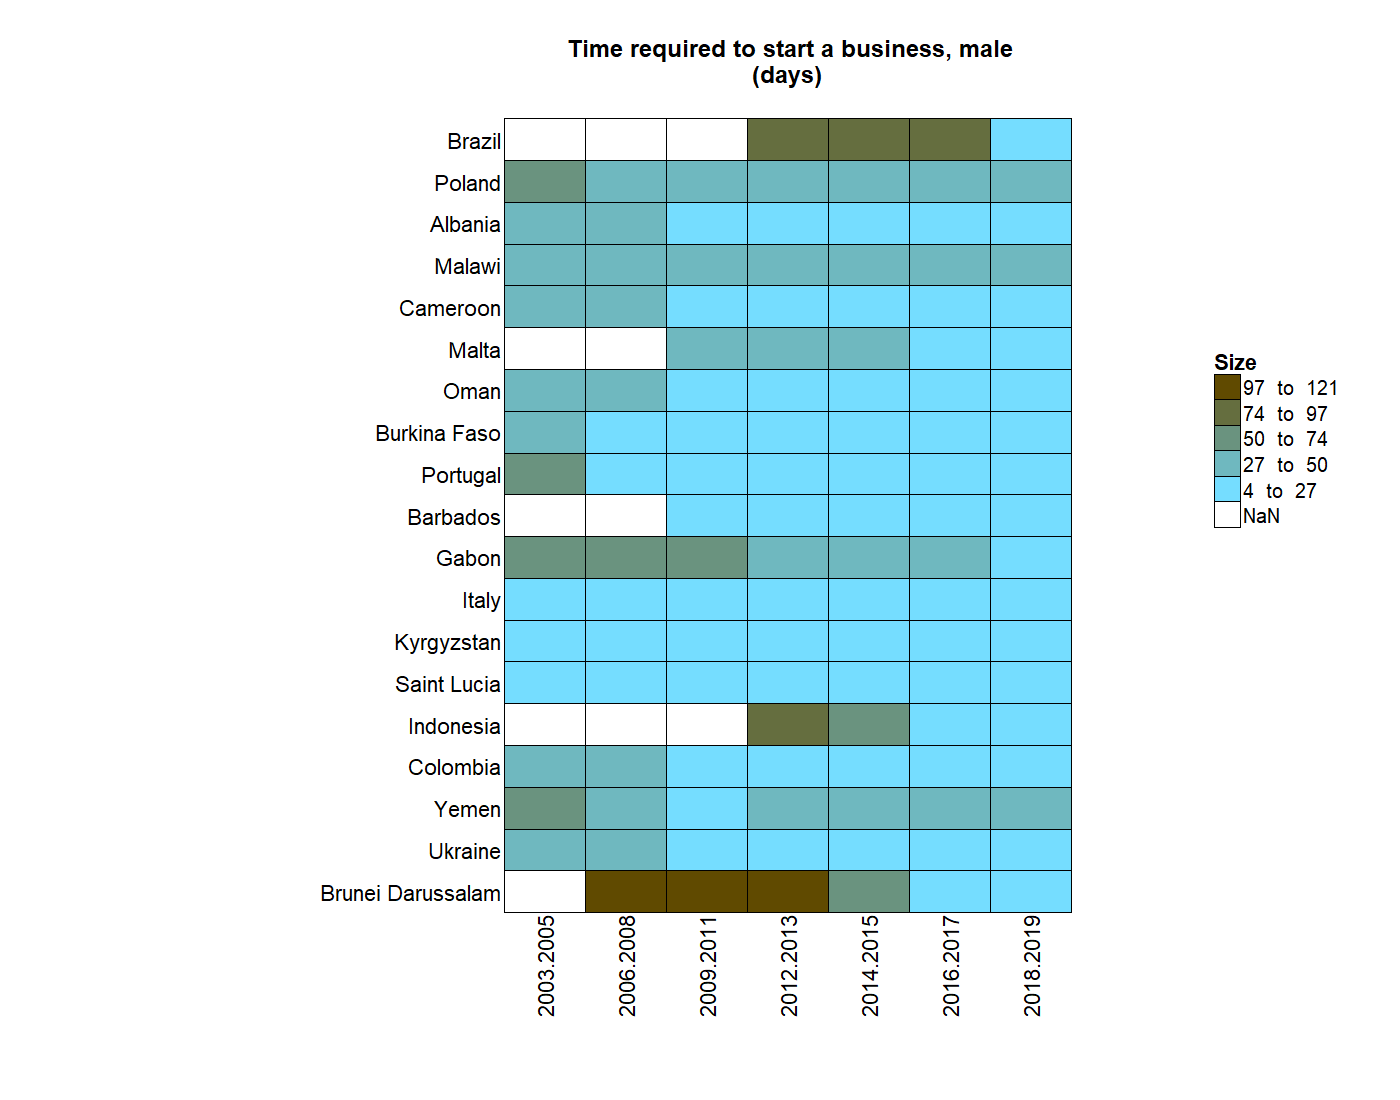 Time required to start a business, male
(days)
Brazil
Poland
Albania
Malawi
Cameroon
Malta
Oman
Burkina Faso
Portugal
Barbados
Gabon
Italy
Kyrgyzstan
Saint Lucia
Indonesia
Colombia
Yemen
Ukraine
Brunei Darussalam
2003.2005
2006.2008
2009.2011
2012.2013
2014.2015
2016.2017
2018.2019
Size
97 to 121
74 to 97
50 to 74
27 to 50
4 to 27
NaN